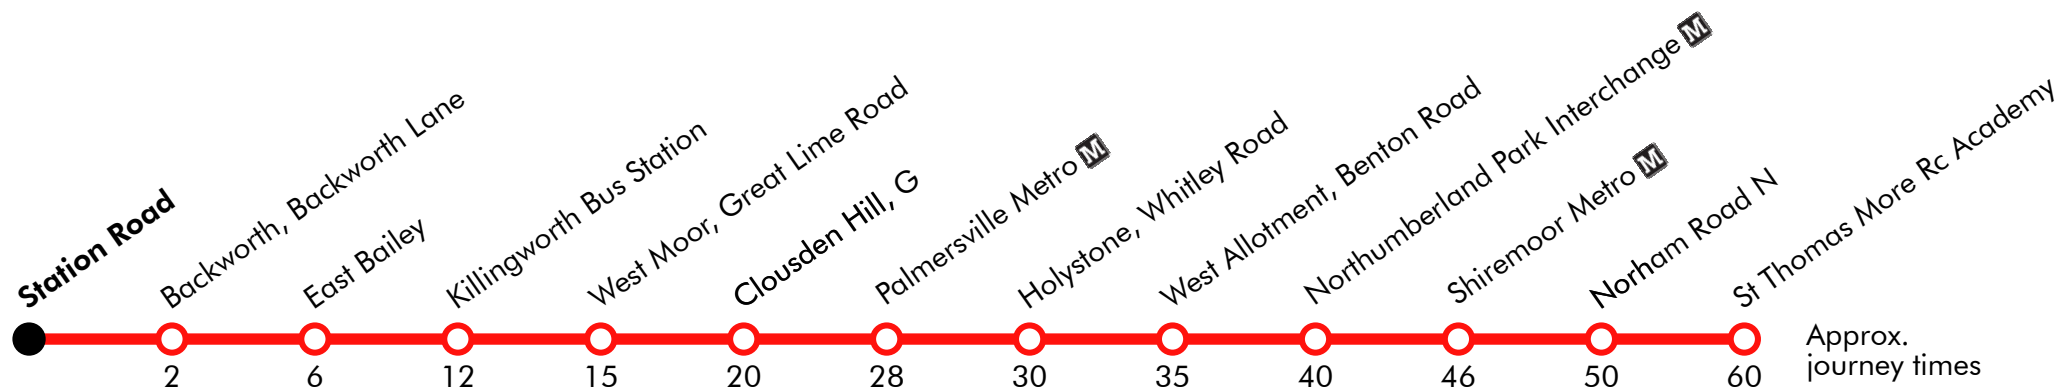 Station Road
Backworth, Backworth Lane
East Bailey
Killingworth Bus Station
West Moor, Great Lime Road
Clousden Hill, G
Palmersville Metro M
Holystone, Whitley Road
West Allotment, Benton Road
Northumberland Park Interchange M
Shiremoor Metro M
Norham Road N
St Thomas More Rc Academy
2 6 12 15 20 28 30 35 40 46 50 60
Approx.
journey times